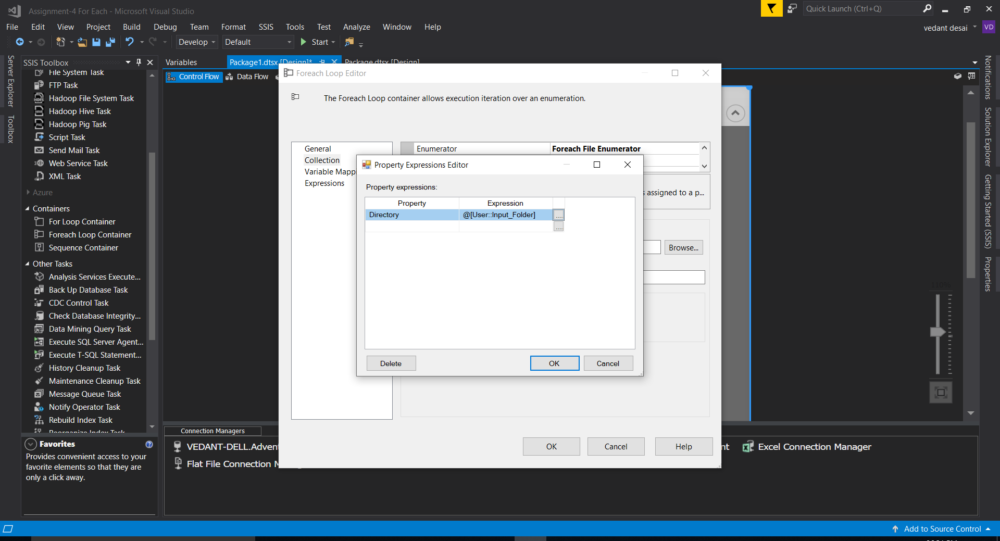 Assignment-4 For Each - Microsoft Visual Studio
Quick Launch (Ctrl+Q)
File Edit View Project Build Debug Team Format SSIS Tools Test Analyze Window Help
vedant desai VD
Develop Default Start
Server Explorer
Toolbox
SSIS Toolbox
File System Task
FTP Task
Hadoop File System Task
Hadoop Hive Task
Hadoop Pig Task
Script Task
Send Mail Task
Web Service Task
XML Task
Azure
Containers
For Loop Container
Foreach Loop Container
Sequence Container
Other Tasks
Analysis Services Execute...
Back Up Database Task
CDC Control Task
Check Database Integrity...
Data Mining Query Task
Execute SQL Server Agent...
Execute T-SQL Statement...
History Cleanup Task
Maintenance Cleanup Task
Message Queue Task
Notify Operator Task
Rebuild Index Task
Reorganize Index Task
Favorites
Provides convenient access to your
favorite elements so that they are
only a click away.
Variables Package1.dtsx [Design]* Package.dtsx [Design]
Control Flow Data Flow
Foreach Loop Editor
The Foreach Loop container allows execution iteration over an enumeration.
General
Collection
Variable Mapp
Expressions
Enumerator Foreach File Enumerator
s assigned to a p...
Browse...
Property Expressions Editor
Property expressions:
Property Expression
Directory @[User::Input_Folder] ...
...
Delete OK Cancel
OK Cancel Help
110%
Connection Managers
VEDANT-DELL.Advent
nt Excel Connection Manager
Flat File Connection M
Notifications
Solution Explorer
Getting Started (SSIS)
Properties
Add to Source Control